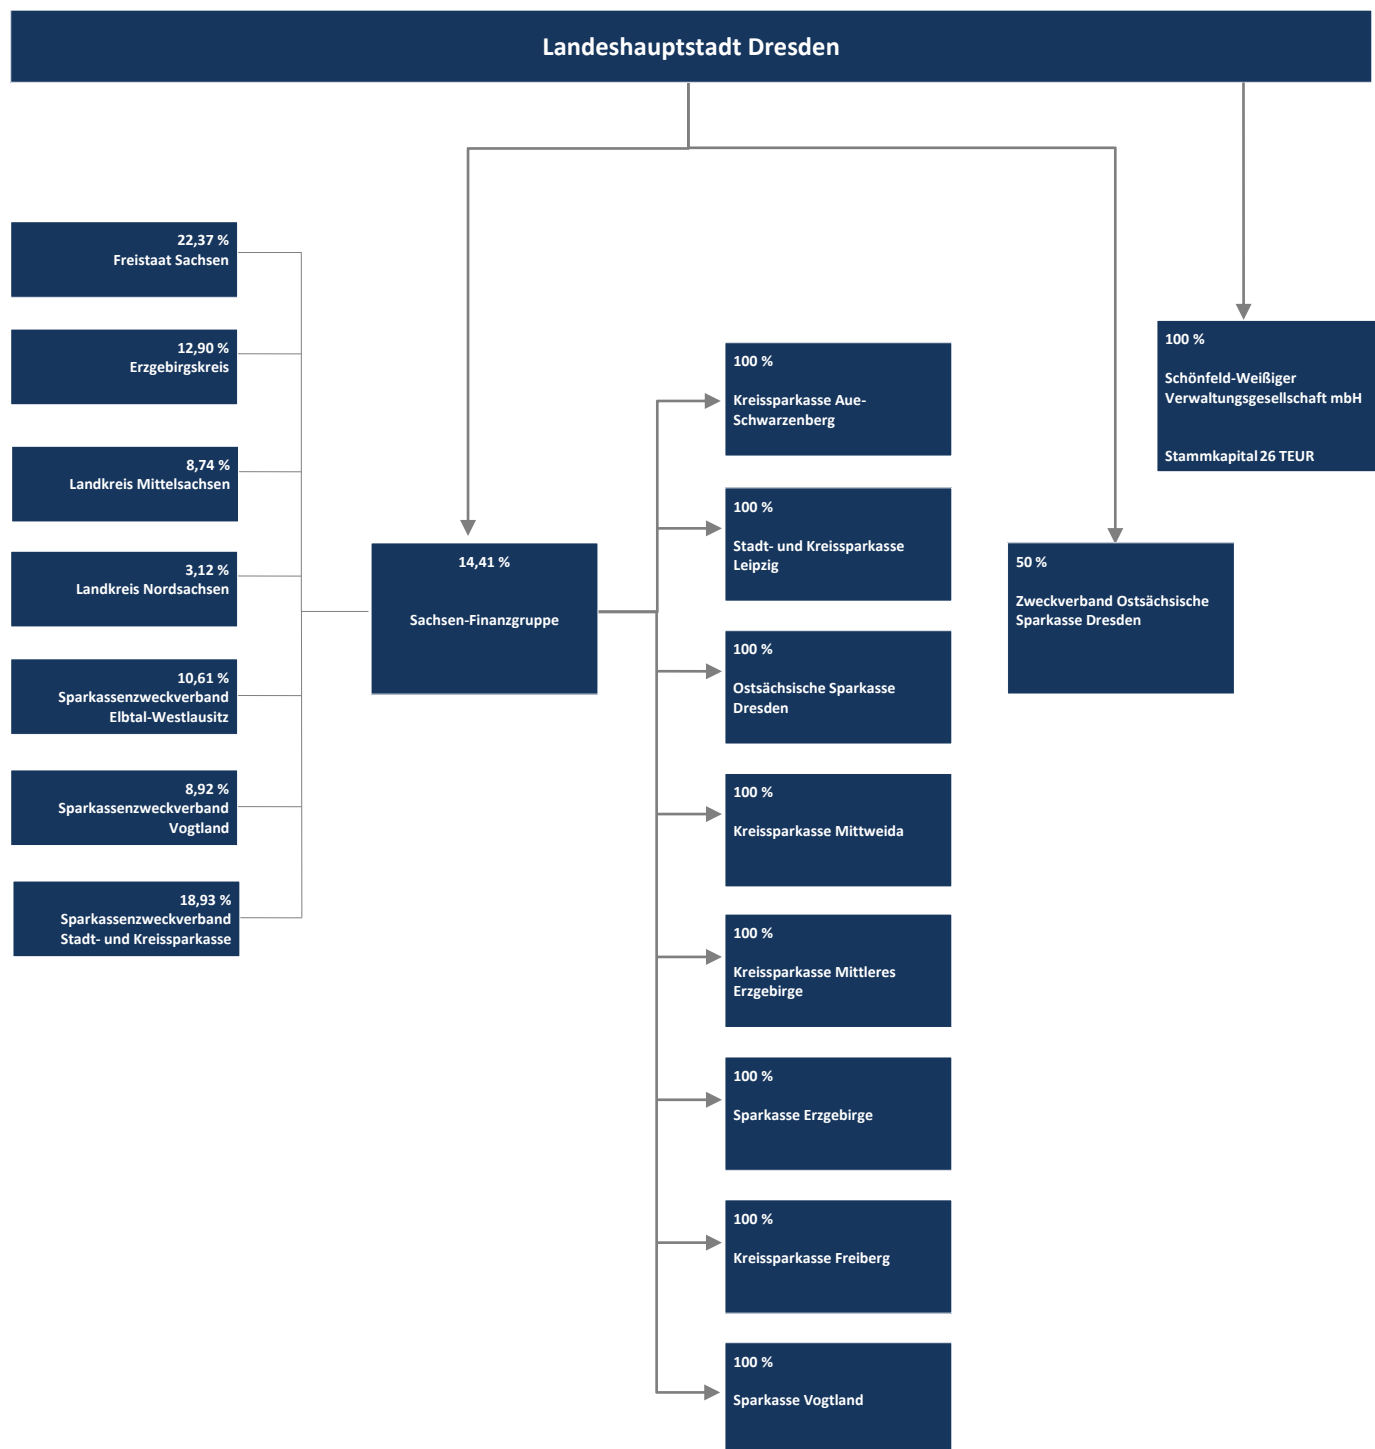 Landeshauptstadt Dresden
22,37 %
Freistaat Sachsen
12,90 %
Erzgebirgskreis
8,74 %
Landkreis Mittelsachsen
3,12 %
Landkreis Nordsachsen
10,61 %
Sparkassenzweckverband
Elbtal-Westlausitz
8,92 %
Sparkassenzweckverband
Vogtland
18,93 %
Sparkassenzweckverband
Stadt- und Kreissparkasse
14,41 %
Sachsen-Finanzgruppe
100 %
Kreissparkasse Aue-
Schwarzenberg
100 %
Stadt- und Kreissparkasse
Leipzig
100 %
Ostsächsische Sparkasse
Dresden
100 %
Kreissparkasse Mittweida
100 %
Kreissparkasse Mittleres
Erzgebirge
100 %
Sparkasse Erzgebirge
100 %
Kreissparkasse Freiberg
100 %
Sparkasse Vogtland
50 %
Zweckverband Ostsächsische
Sparkasse Dresden
100 %
Schönfeld-Weißiger
Verwaltungsgesellschaft mbH
Stammkapital 26 TEUR